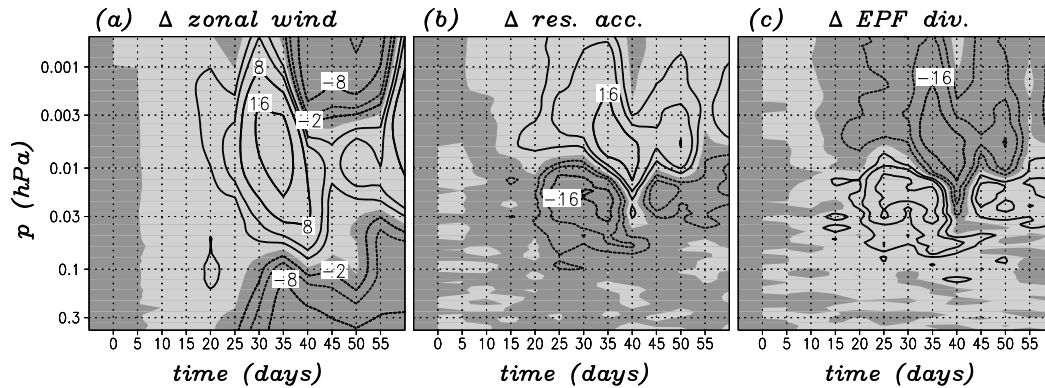 (a) Δ zonal wind
(b) Δ res. acc.
(c) Δ EPF div.
p (hPa)
0.001
0.003
0.01
0.03
0.1
0.3
8
16
-8
-2
8
-8
-2
16
-16
-16
0 5 10 15 20 25 30 35 40 45 50 55
0 5 10 15 20 25 30 35 40 45 50 55
0 5 10 15 20 25 30 35 40 45 50 55
time (days)
time (days)
time (days)